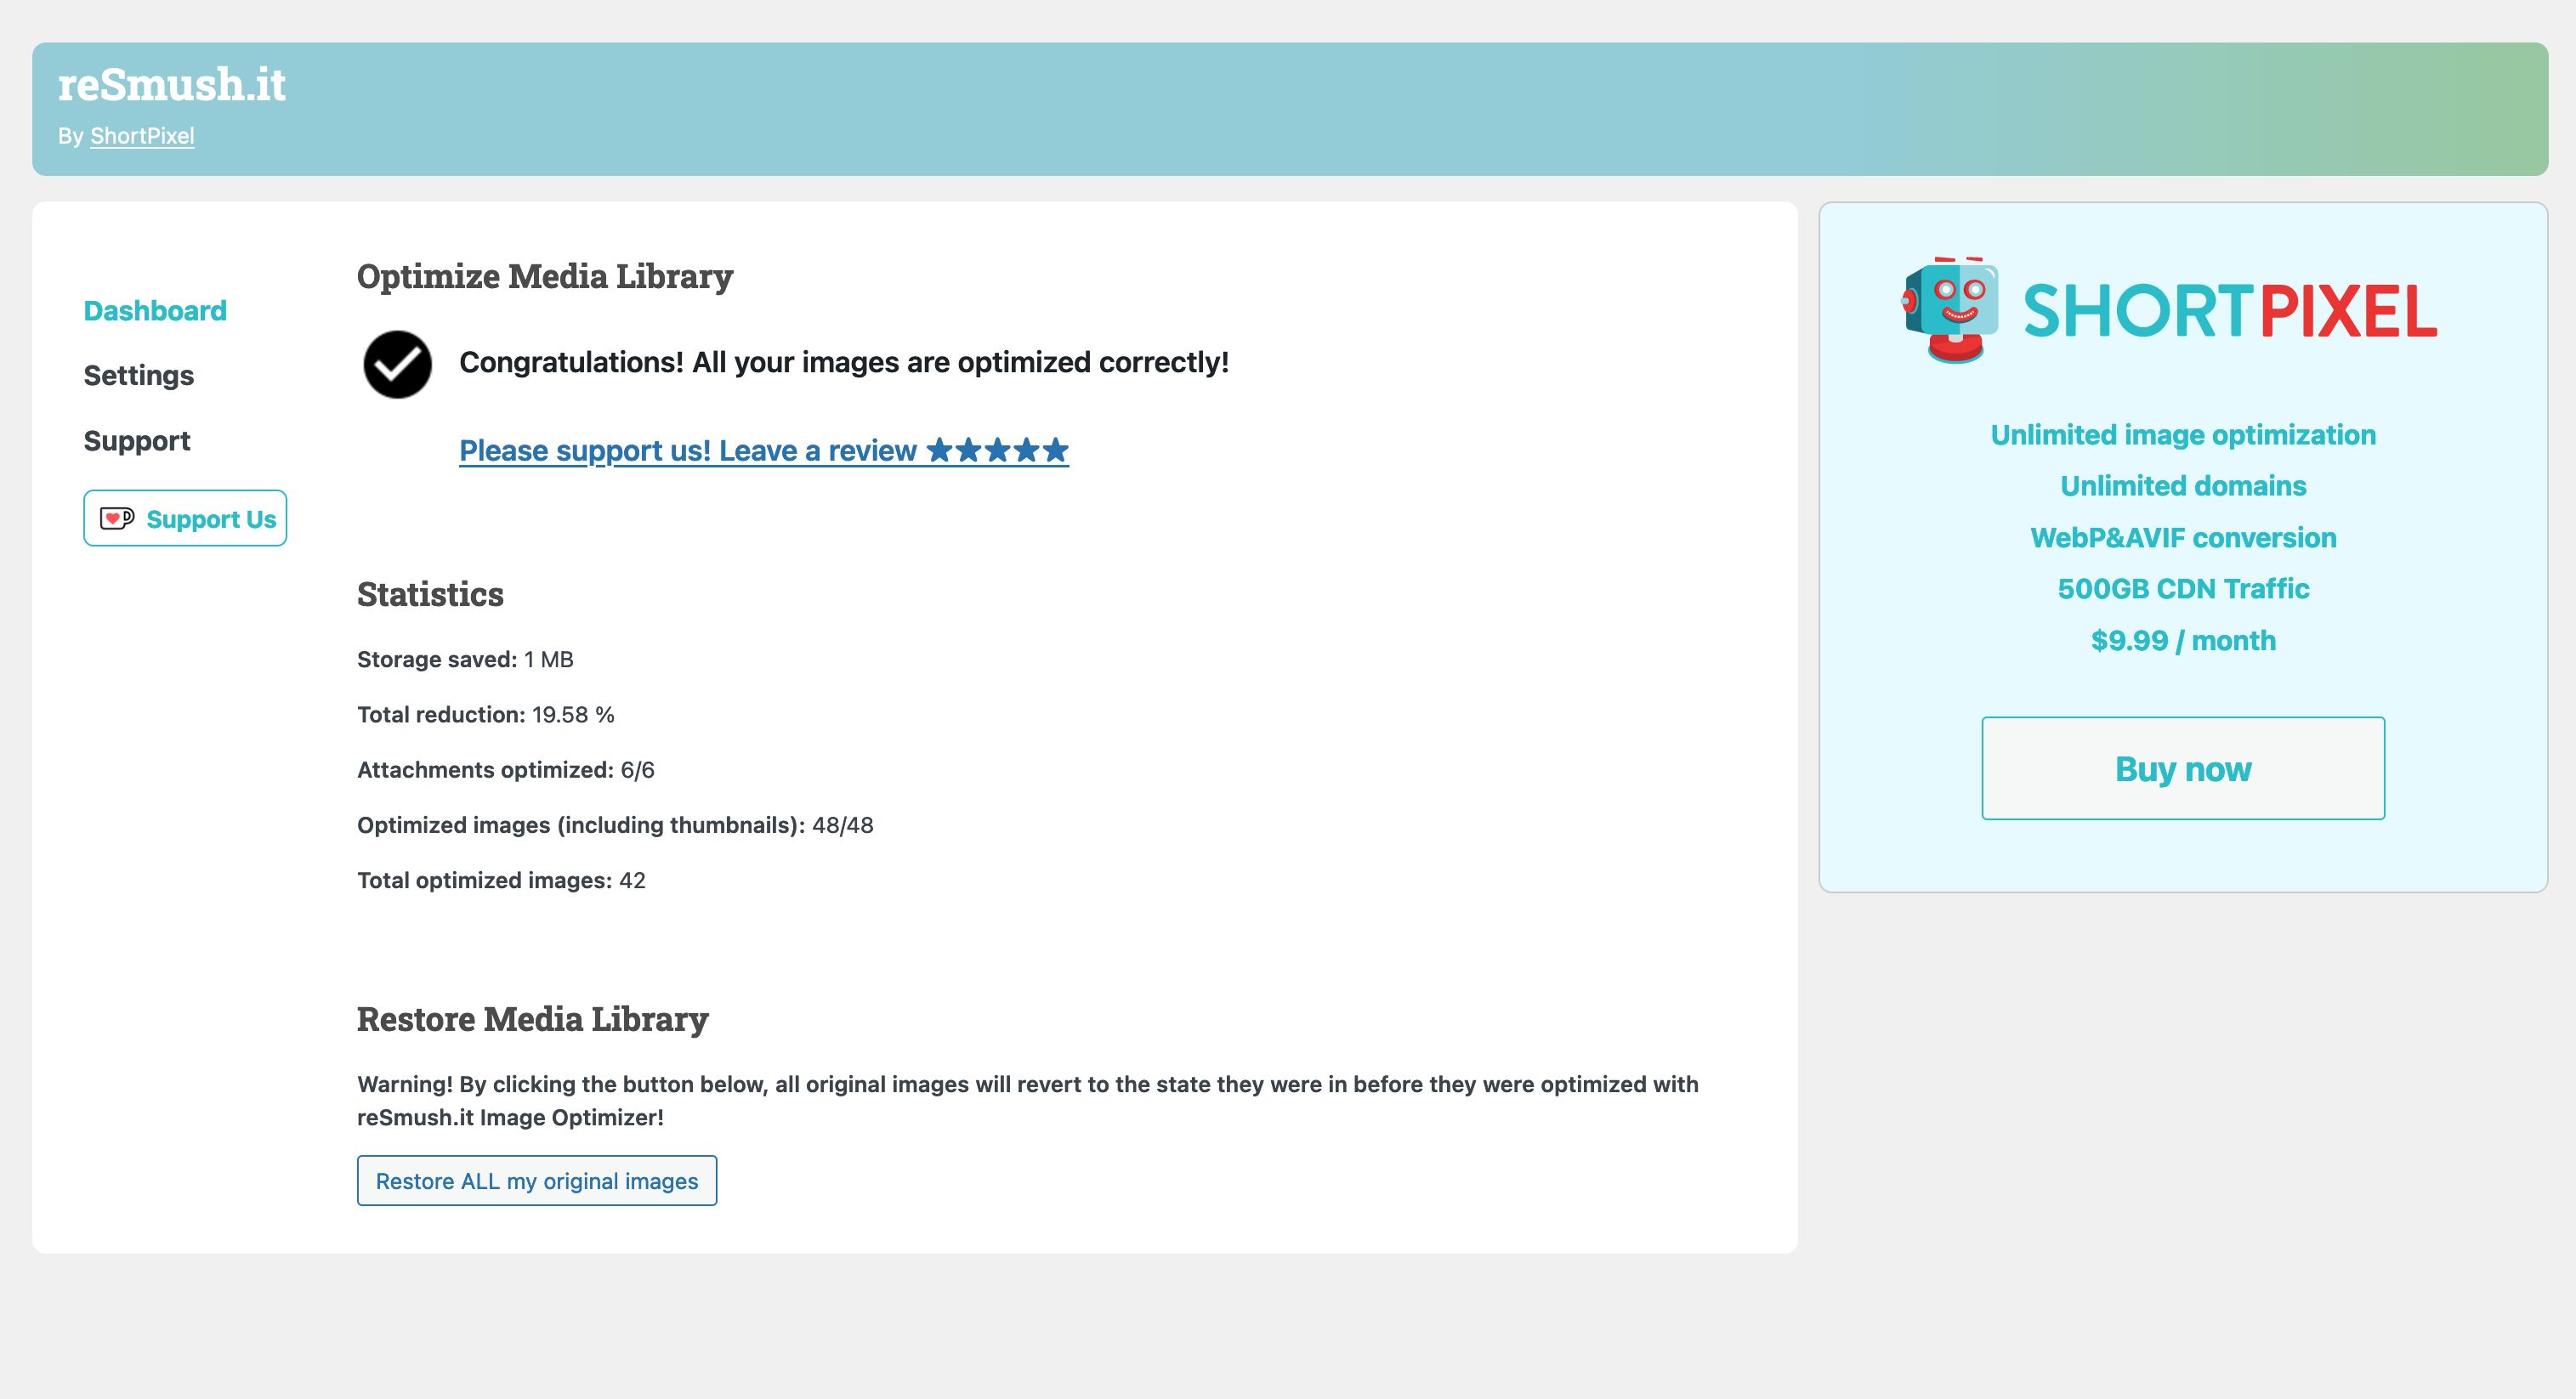 reSmush.it
By ShortPixel
Dashboard
Settings
Support
Support Us
Optimize Media Library
Congratulations! All your images are optimized correctly!
Please support us! Leave a review ★★★★★
Statistics
Storage saved: 1 MB
Total reduction: 19.58 %
Attachments optimized: 6/6
Optimized images (including thumbnails): 48/48
Total optimized images: 42
Restore Media Library
Warning! By clicking the button below, all original images will revert to the state they were in before they were optimized with
reSmush.it Image Optimizer!
Restore ALL my original images
SHORTPIXEL
Unlimited image optimization
Unlimited domains
WebP&AVIF conversion
500GB CDN Traffic
$9.99 / month
Buy now